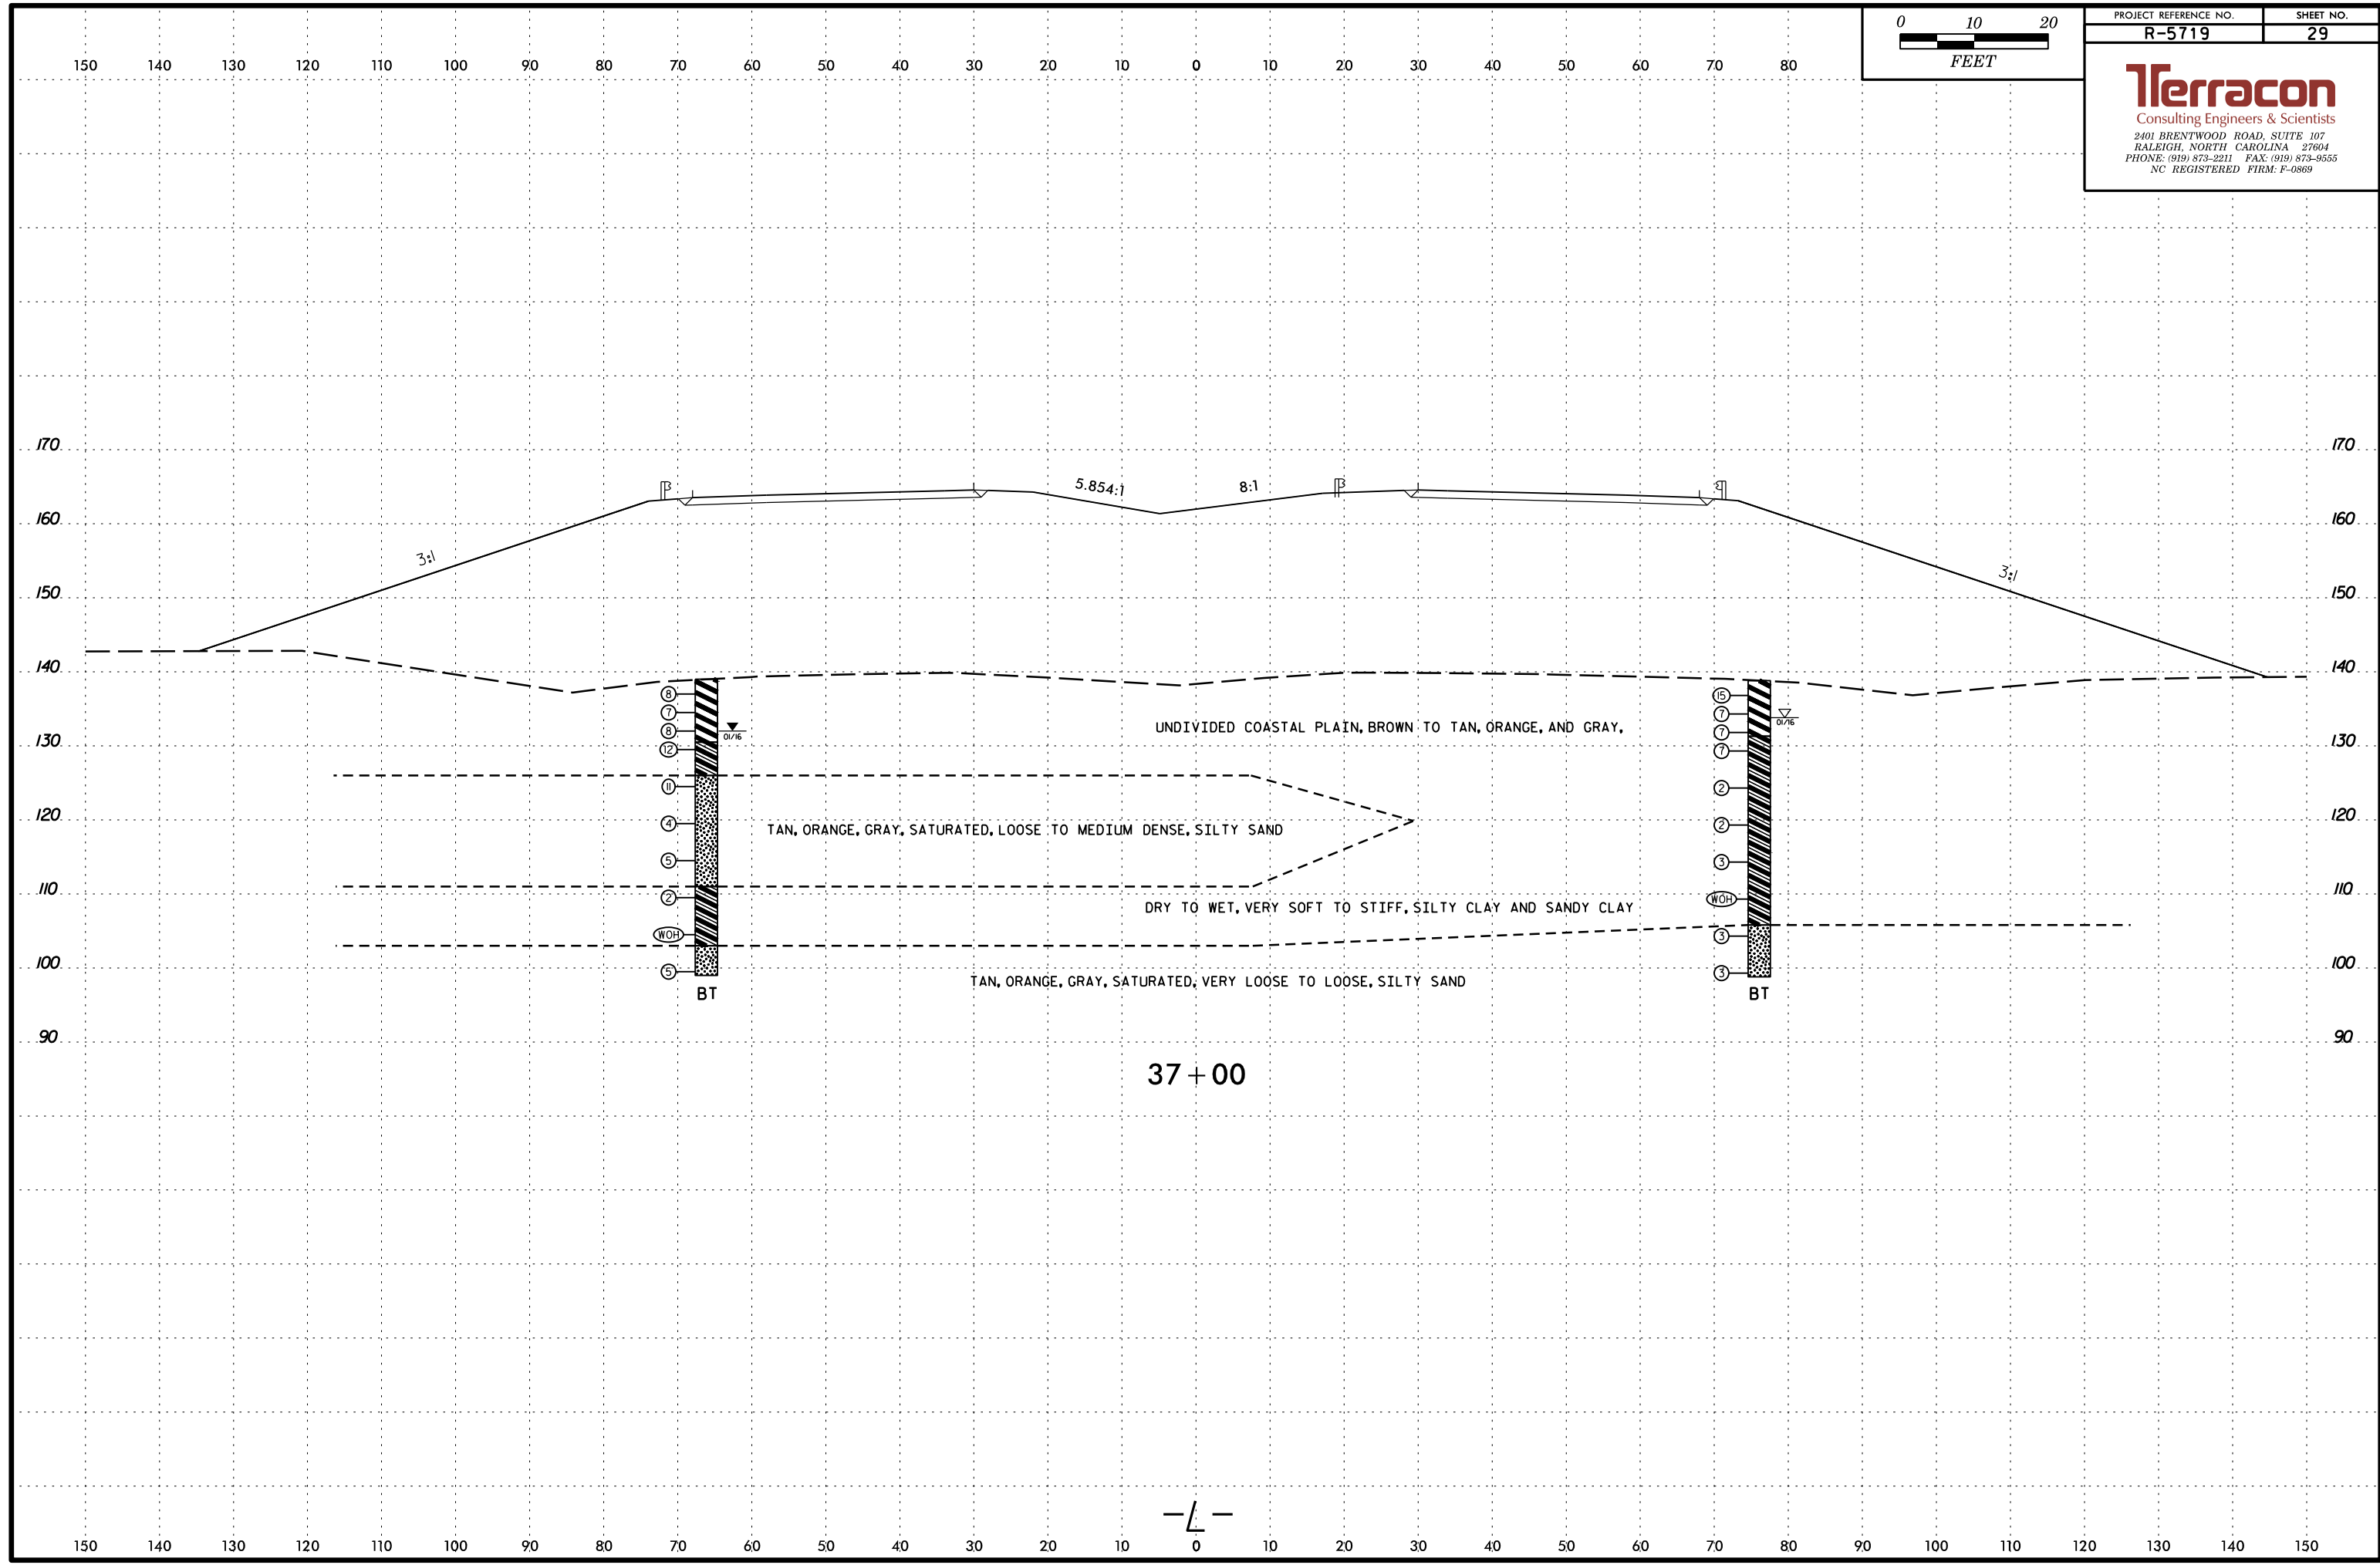 0 10 20
FEET
PROJECT REFERENCE NO. SHEET NO.
R-5719 29
Terracon
Consulting Engineers & Scientists
2401 BRENTWOOD ROAD, SUITE 107
RALEIGH, NORTH CAROLINA 27604
PHONE: (919) 873-2211 FAX: (919) 873-9555
NC REGISTERED FIRM: F-0869
150 140 130 120 110 100 90 80 70 60 50 40 30 20 10 0 10 20 30 40 50 60 70 80
170 170
5.854:1 8:1
160 160
3:1 3:1
150 150
140 140
8 15
7 7
8 01/16 UNDIVIDED COASTAL PLAIN, BROWN TO TAN, ORANGE, AND GRAY, 7 01/16
130 130
12 7
11 2
120 120
4 TAN, ORANGE, GRAY, SATURATED, LOOSE TO MEDIUM DENSE, SILTY SAND 2
5 3
110 110
2 DRY TO WET, VERY SOFT TO STIFF, SILTY CLAY AND SANDY CLAY WOH
WOH 3
100 100
5 TAN, ORANGE, GRAY, SATURATED, VERY LOOSE TO LOOSE, SILTY SAND 3
BT BT
90 90
37+00
-L-
150 140 130 120 110 100 90 80 70 60 50 40 30 20 10 0 10 20 30 40 50 60 70 80 90 100 110 120 130 140 150